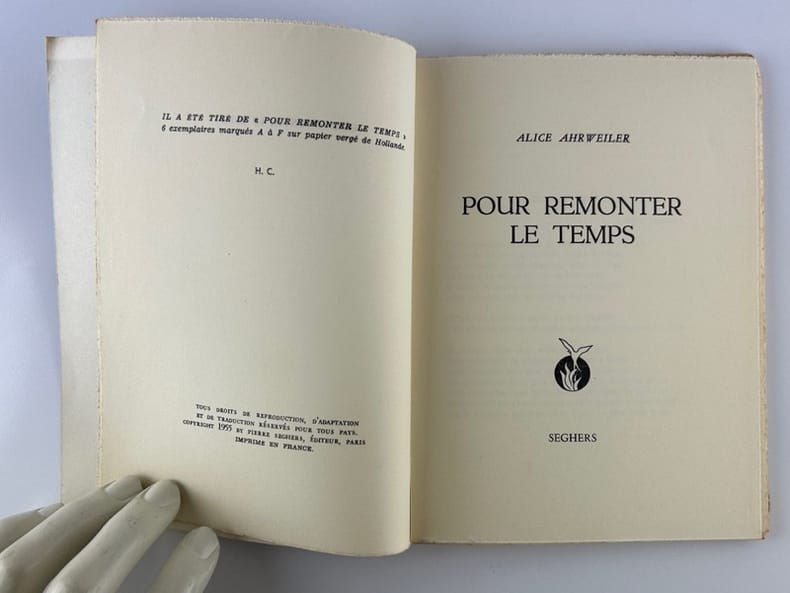 IL A ÉTÉ TIRÉ DE « POUR REMONTER LE TEMPS »
6 exemplaires marqués A à F sur papier vergé de Hollande.
H. C.
TOUS DROITS DE REPRODUCTION, D'ADAPTATION
ET DE TRADUCTION RÉSERVÉS POUR TOUS PAYS.
COPYRIGHT 1955 BY PIERRE SEGHERS, ÉDITEUR, PARIS
IMPRIME EN FRANCE.
ALICE AHRWEILER
POUR REMONTER
LE TEMPS
SEGHERS